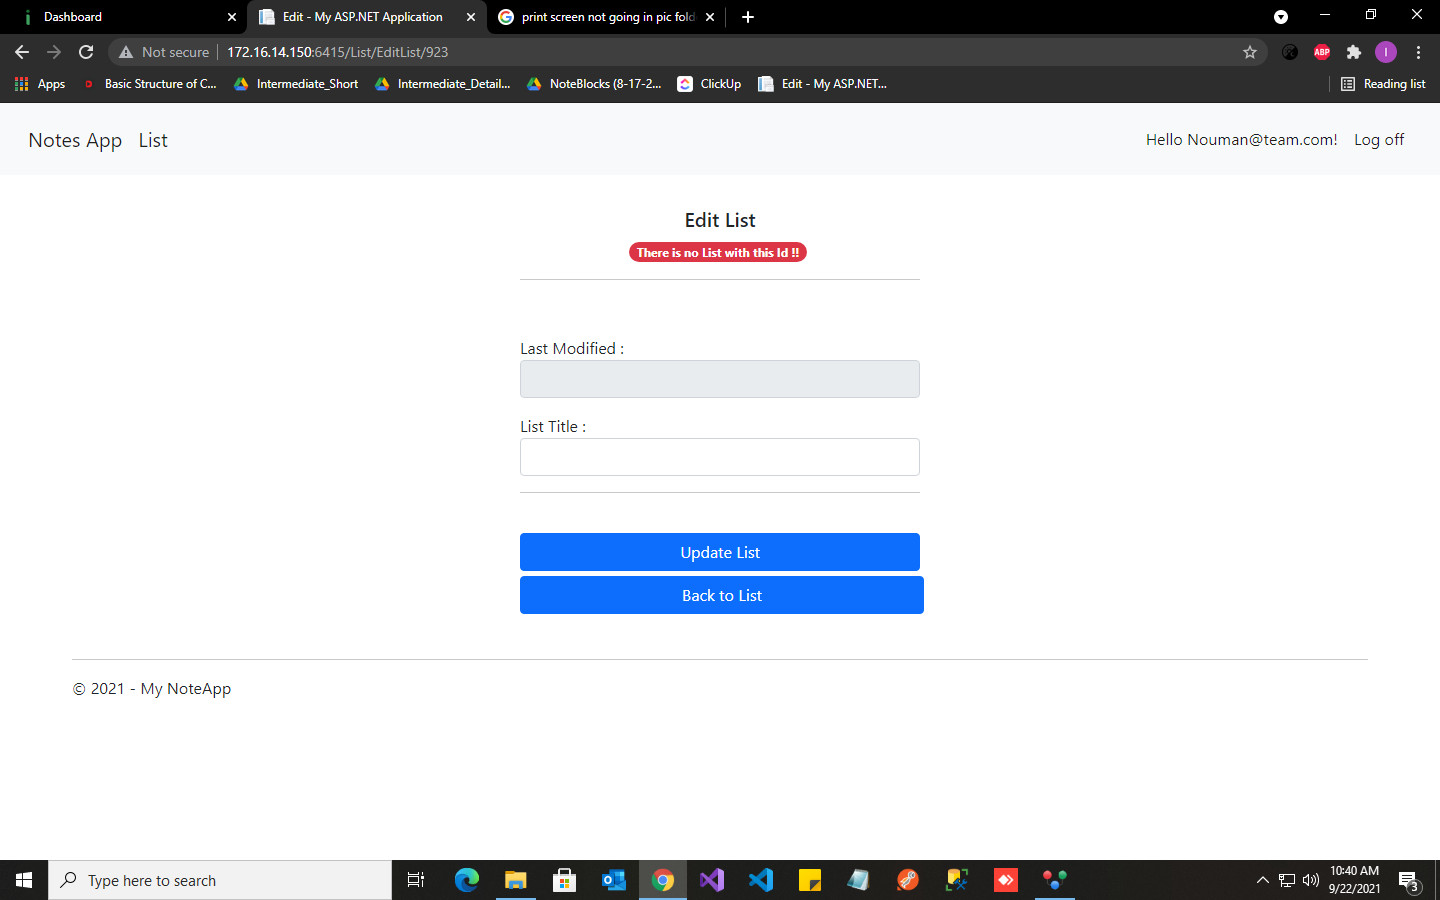 Dashboard
Edit - My ASP.NET Application
print screen not going in pic fold
Not secure
172.16.14.150:6415/List/EditList/923
ABP
I
Apps
Basic Structure of C...
Intermediate_Short
Intermediate_Detail...
NoteBlocks (8-17-2...
ClickUp
Edit - My ASP.NET...
Reading list
Notes App
List
Hello Nouman@team.com!
Log off
Edit List
There is no List with this Id !!
Last Modified :
List Title :
Update List
Back to List
© 2021 - My NoteApp
Type here to search
10:40 AM
9/22/2021
3